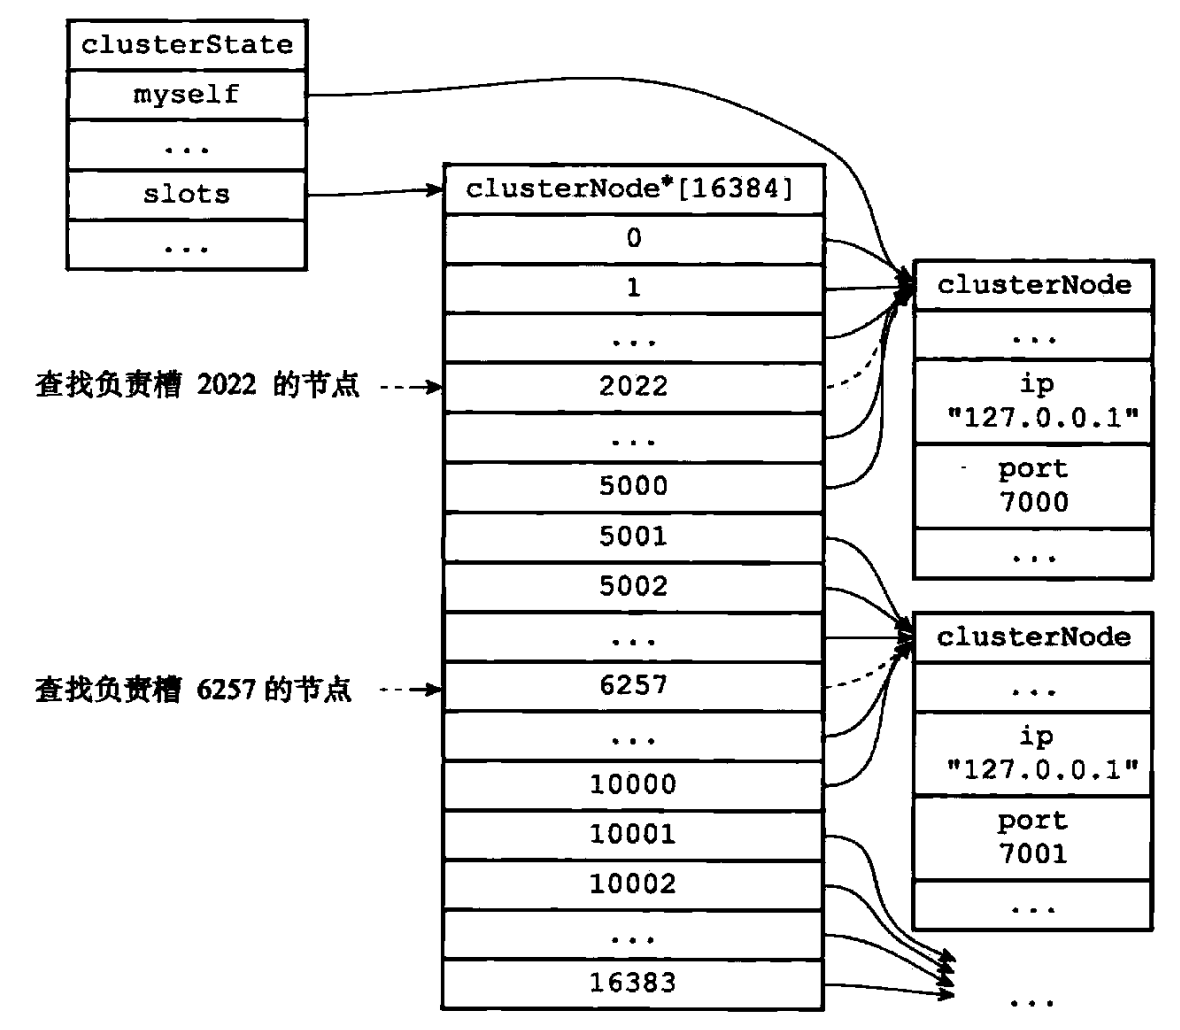 clusterState
myself
...
slots
...
clusterNode*[16384]
0
1
...
查找负责槽 2022 的节点
2022
...
5000
5001
5002
...
查找负责槽 6257 的节点
6257
...
10000
10001
10002
...
16383
clusterNode
...
ip
"127.0.0.1"
port
7000
...
clusterNode
...
ip
"127.0.0.1"
port
7001
...
...